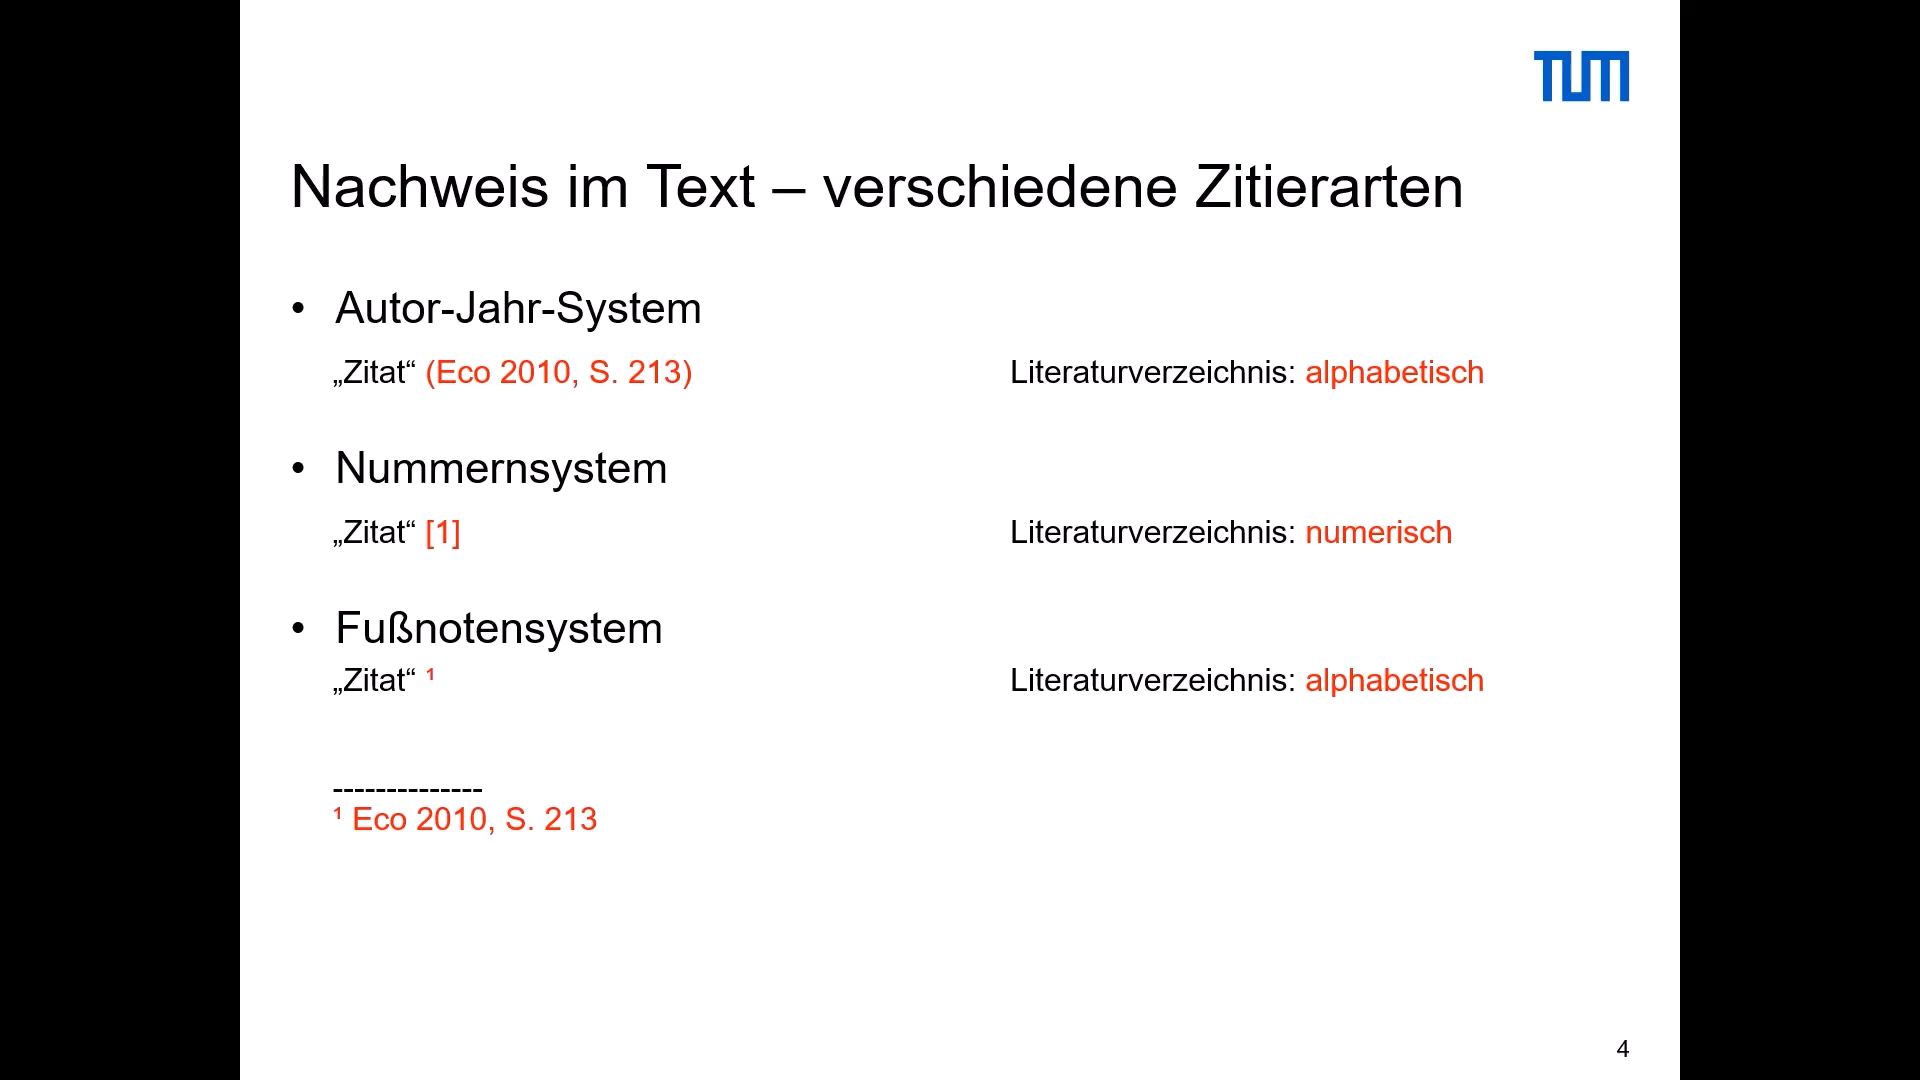 TUM
Nachweis im Text – verschiedene Zitierarten
• Autor-Jahr-System
„Zitat“ (Eco 2010, S. 213) Literaturverzeichnis: alphabetisch
• Nummernsystem
„Zitat“ [1] Literaturverzeichnis: numerisch
• Fußnotensystem
„Zitat“ ¹ Literaturverzeichnis: alphabetisch
--------------
¹ Eco 2010, S. 213
4